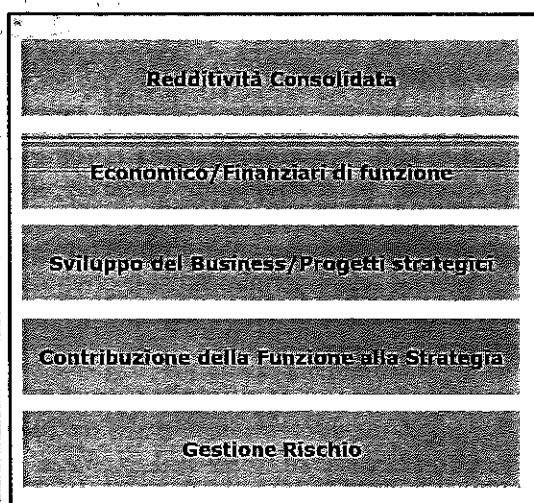 Redditività Consolidata
Economico/Finanziari di funzione
Sviluppo del Business/Progetti strategici
Contribuzione della Funzione alla Strategia
Gestione Rischio